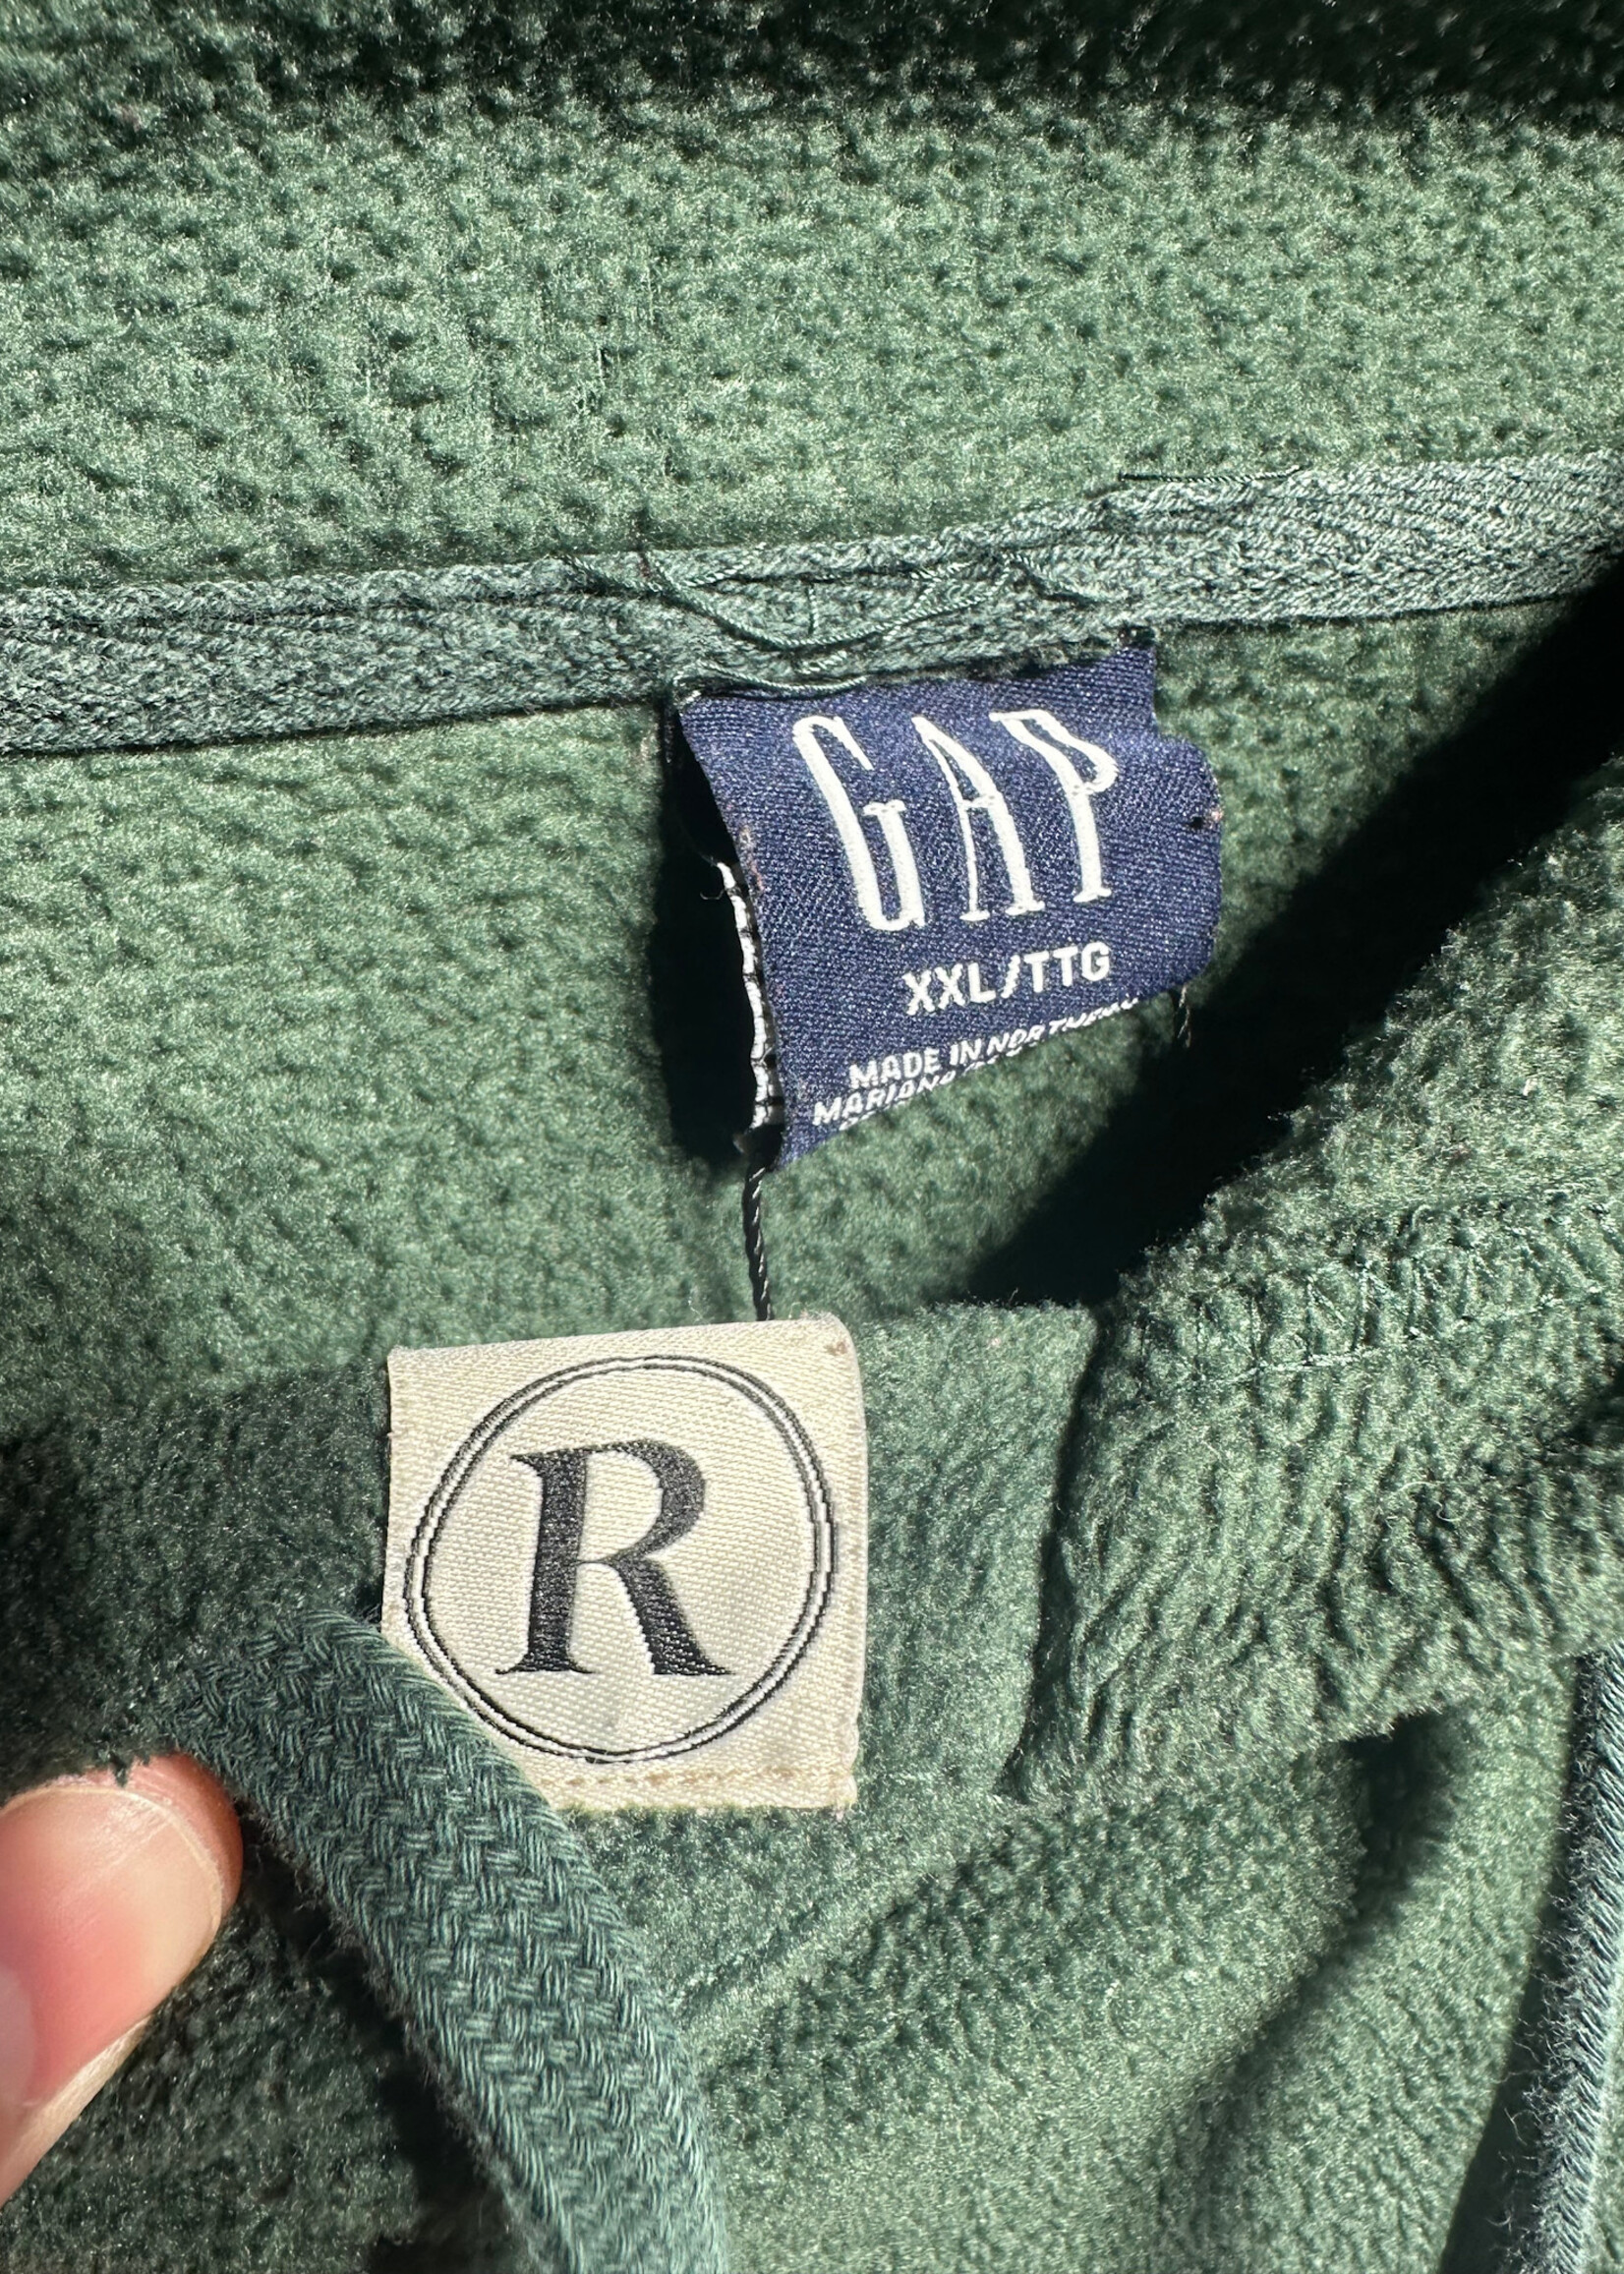 GAP
XXL/TTG
MADE IN NORTHERN
MARIANA
R